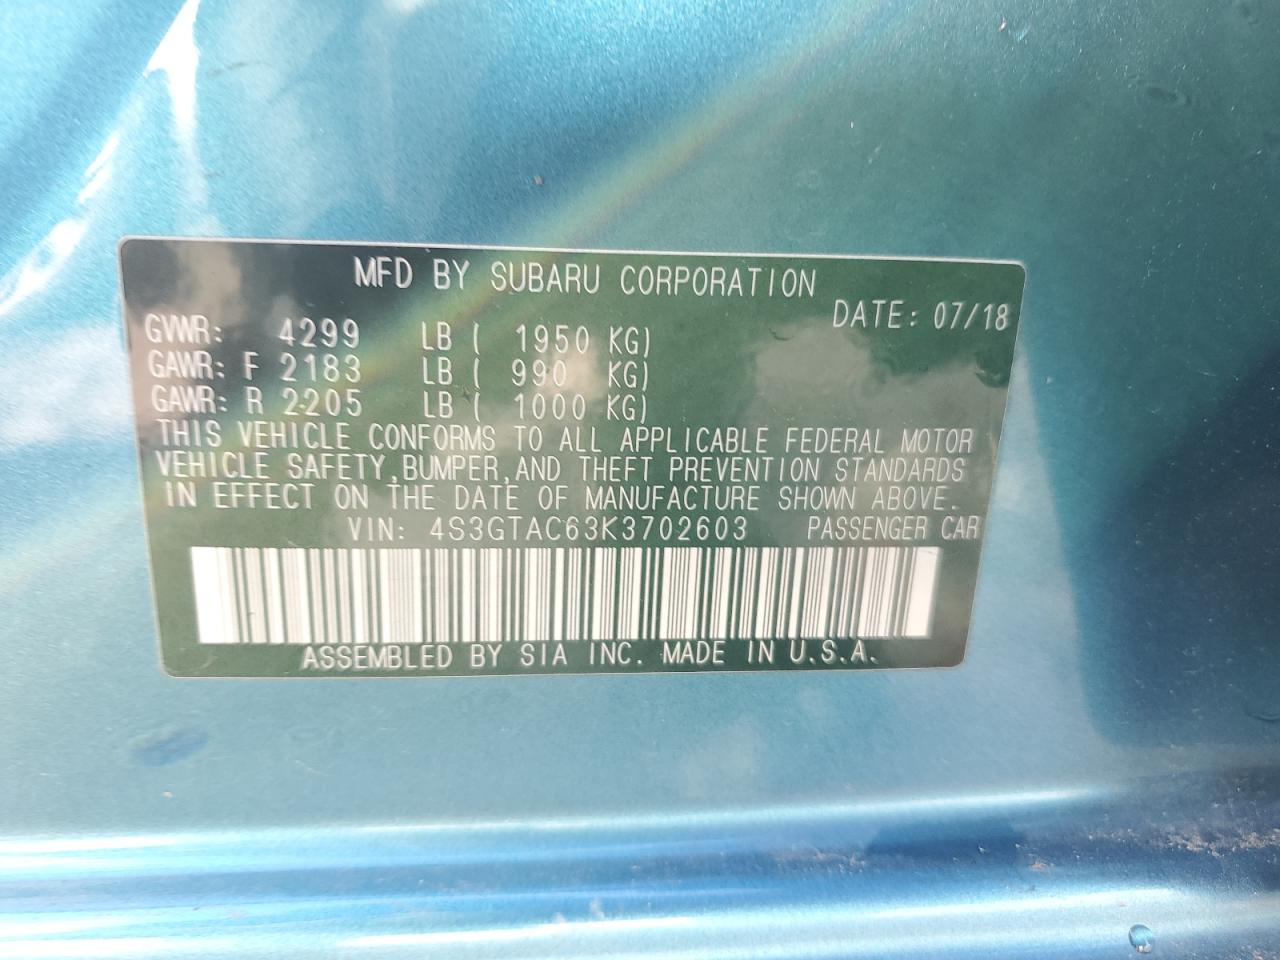 MFD BY SUBARU CORPORATION
DATE: 07/18
GVWR: 4299 LB ( 1950 KG)
GAWR: F 2183 LB ( 990 KG)
GAWR: R 2205 LB ( 1000 KG)
THIS VEHICLE CONFORMS TO ALL APPLICABLE FEDERAL MOTOR
VEHICLE SAFETY,BUMPER,AND THEFT PREVENTION STANDARDS
IN EFFECT ON THE DATE OF MANUFACTURE SHOWN ABOVE.
VIN: 4S3GTAC63K3702603 PASSENGER CAR
ASSEMBLED BY SIA INC. MADE IN U.S.A.